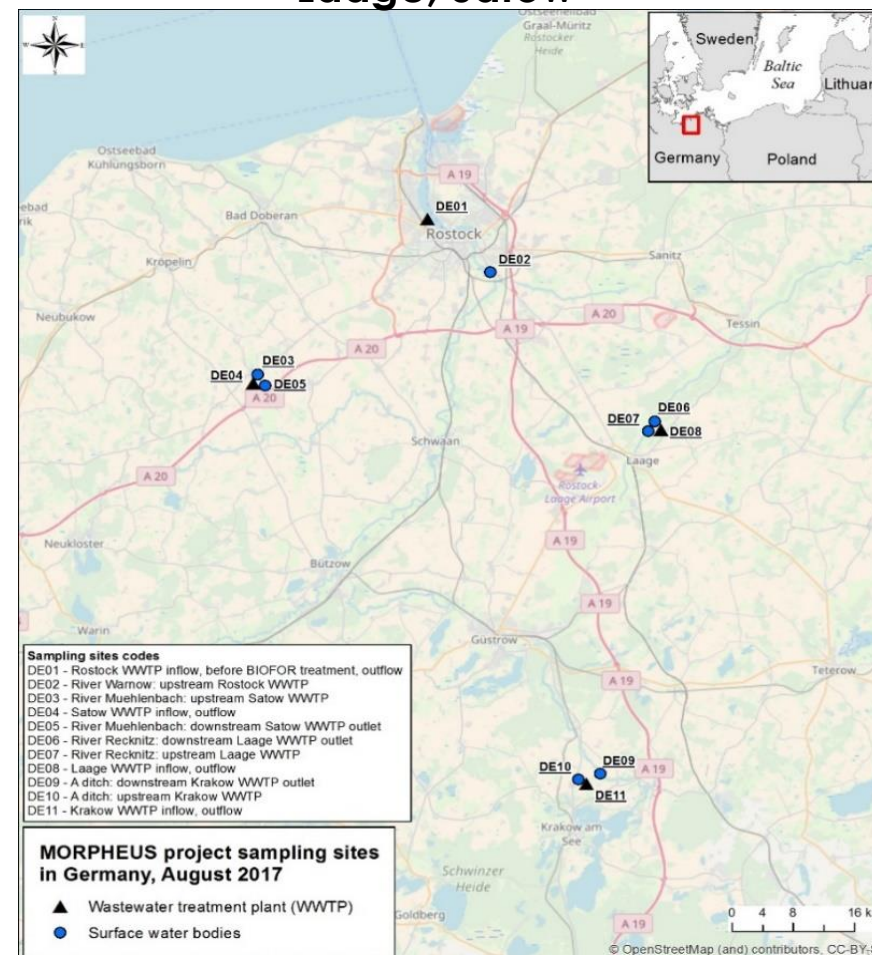 Laage, Satow
Ostseeheilbad
Graal-Müritz
Rostocker
Heide
Sweden
Baltic
Sea
Lithuan
Germany
Poland
Ostseebad
Kühlungsborn
A 19
ebad
rik
Bad Doberan
DE01
Rostock
DE02
Kröpelin
Sanitz
Neubukow
A 20
A 19
A 20
Tessin
DE03
DE04
DE05
A 20
DE06
DE07
DE08
Schwaan
Laage
A 20
Rostock-
Laage Airport
Neukloster
A 19
Bützow
A 19
Warin
Güstrow
Teterow
A 19
Sampling sites codes
DE01 - Rostock WWTP inflow, before BIOFOR treatment, outflow
DE02 - River Warnow: upstream Rostock WWTP
DE03 - River Muehlenbach: upstream Satow WWTP
DE04 - Satow WWTP inflow, outflow
DE05 - River Muehlenbach: downstream Satow WWTP outlet
DE06 - River Recknitz: downstream Laage WWTP outlet
DE07 - River Recknitz: upstream Laage WWTP
DE08 - Laage WWTP inflow, outflow
DE09 - A ditch: downstream Krakow WWTP outlet
DE10 - A ditch: upstream Krakow WWTP
DE11 - Krakow WWTP inflow, outflow
DE10
DE09
A 19
DE11
Krakow am
See
MORPHEUS project sampling sites
in Germany, August 2017
Wastewater treatment plant (WWTP)
Surface water bodies
Schwinzer
Heide
Goldberg
A 19
0 4 8 16 k
© OpenStreetMap (and) contributors, CC-BY-S